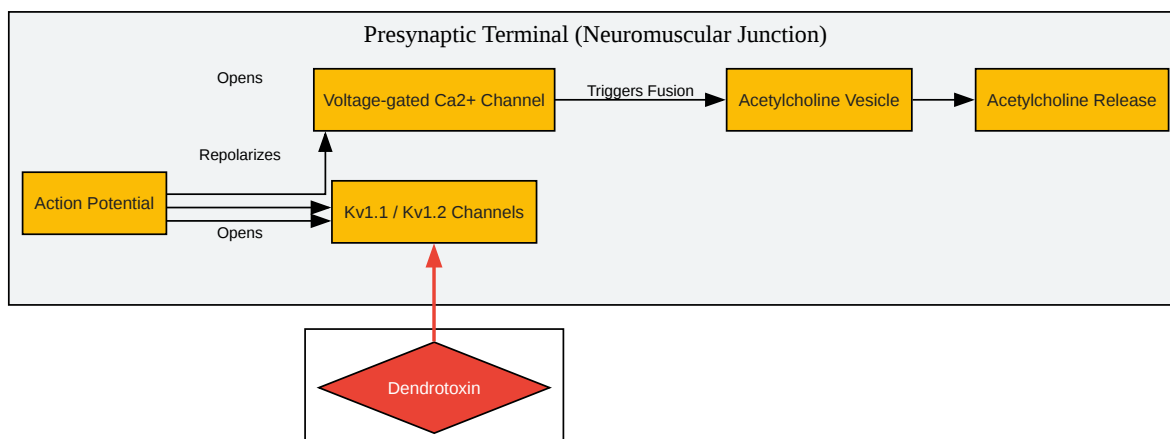 Presynaptic Terminal (Neuromuscular Junction)
Opens
Voltage-gated Ca2+ Channel
Triggers Fusion
Acetylcholine Vesicle
Acetylcholine Release
Repolarizes
Action Potential
Kv1.1 / Kv1.2 Channels
Opens
Dendrotoxin